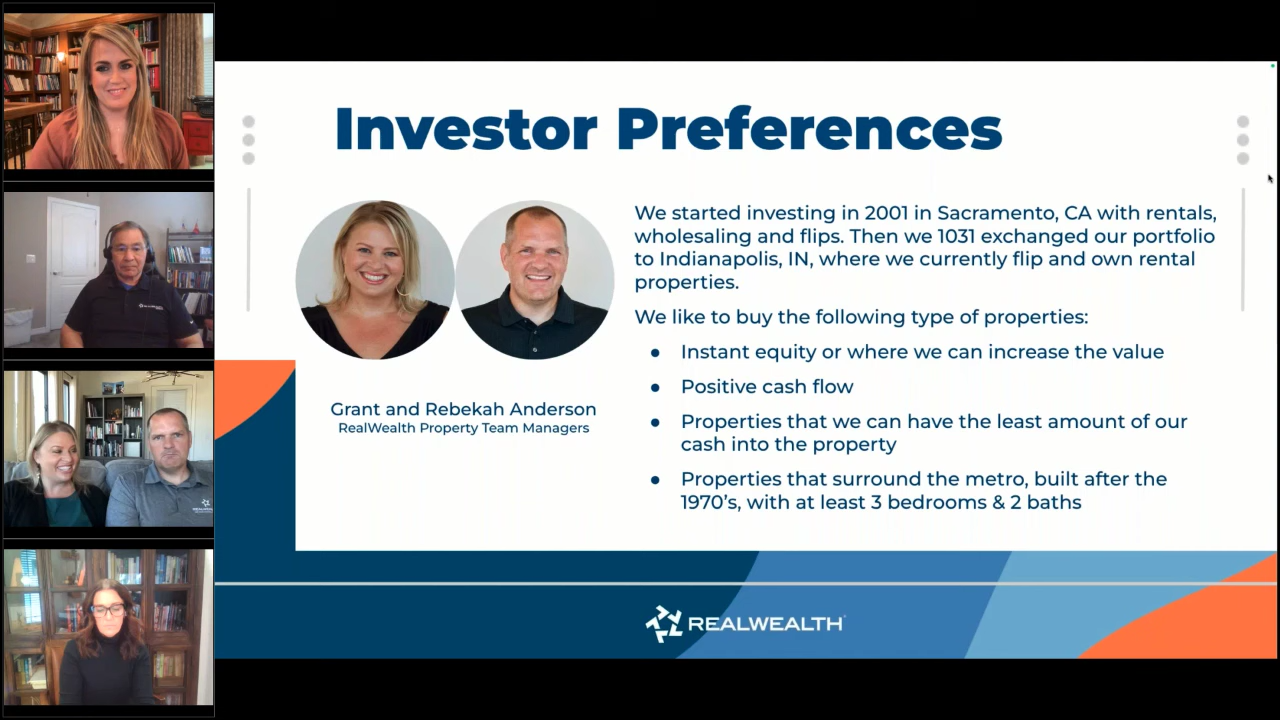 Investor Preferences
We started investing in 2001 in Sacramento, CA with rentals,
wholesaling and flips. Then we 1031 exchanged our portfolio
to Indianapolis, IN, where we currently flip and own rental
properties.
We like to buy the following type of properties:
• Instant equity or where we can increase the value
• Positive cash flow
• Properties that we can have the least amount of our
cash into the property
• Properties that surround the metro, built after the
1970's, with at least 3 bedrooms & 2 baths
Grant and Rebekah Anderson
RealWealth Property Team Managers
REALWEALTH